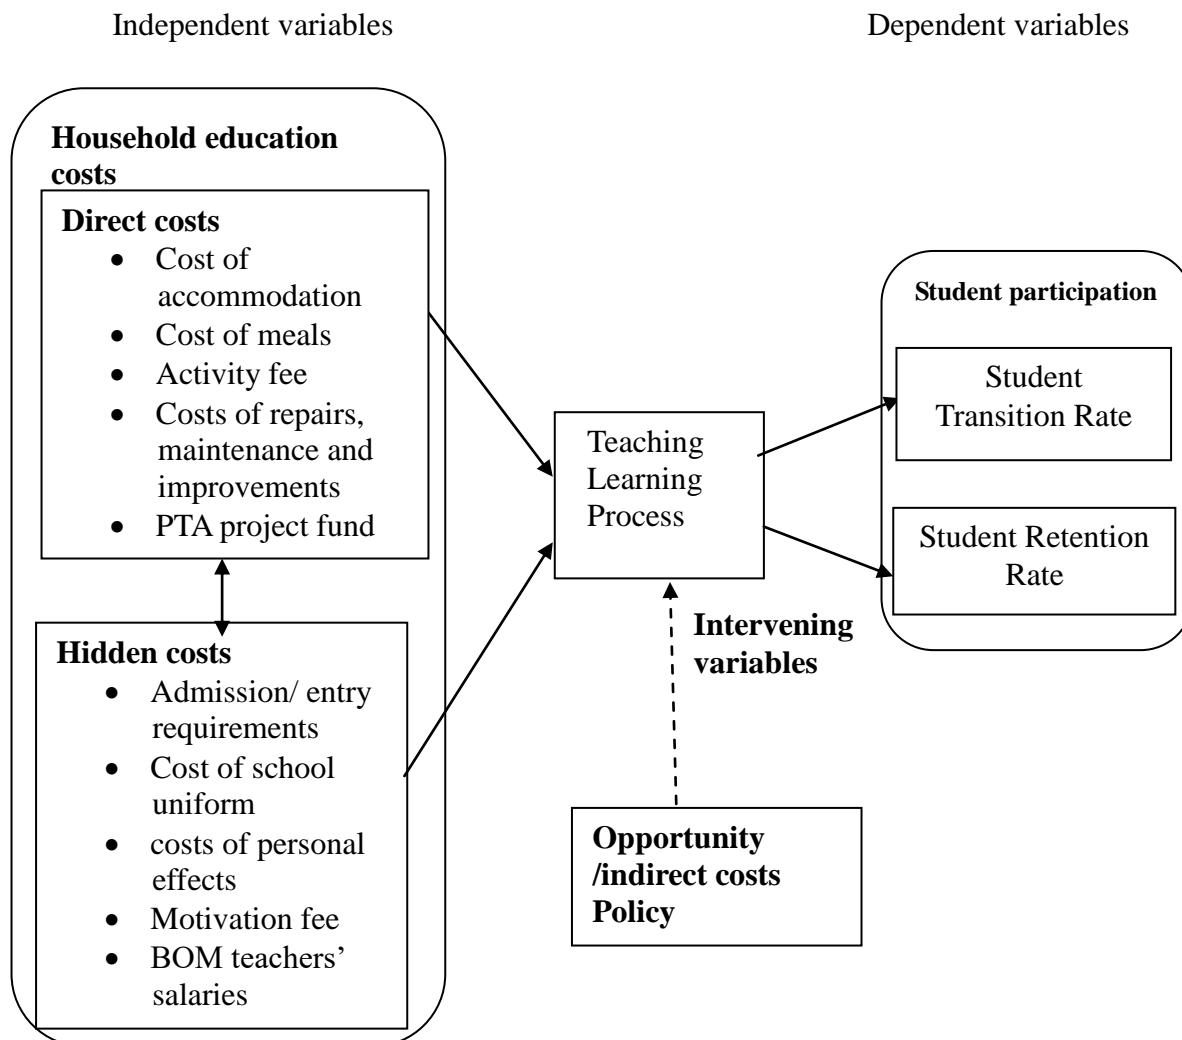 Independent variables
Dependent variables
Household education
costs
Direct costs
• Cost of
accommodation
• Cost of meals
• Activity fee
• Costs of repairs,
maintenance and
improvements
• PTA project fund
Hidden costs
• Admission/ entry
requirements
• Cost of school
uniform
• costs of personal
effects
• Motivation fee
• BOM teachers’
salaries
Teaching
Learning
Process
Intervening
variables
Opportunity
/indirect costs
Policy
Student participation
Student
Transition Rate
Student Retention
Rate